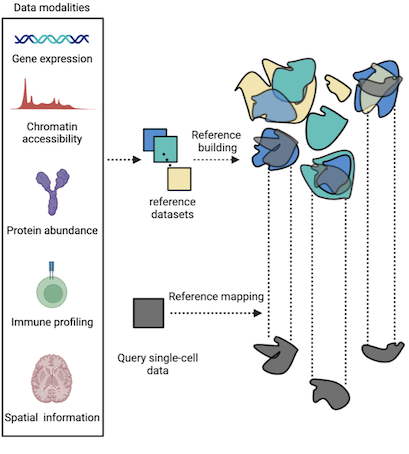 Data modalities
Gene expression
Chromatin
accessibility
Protein abundance
Immune profiling
Spatial information
reference
datasets
Reference
building
Reference mapping
Query single-cell
data